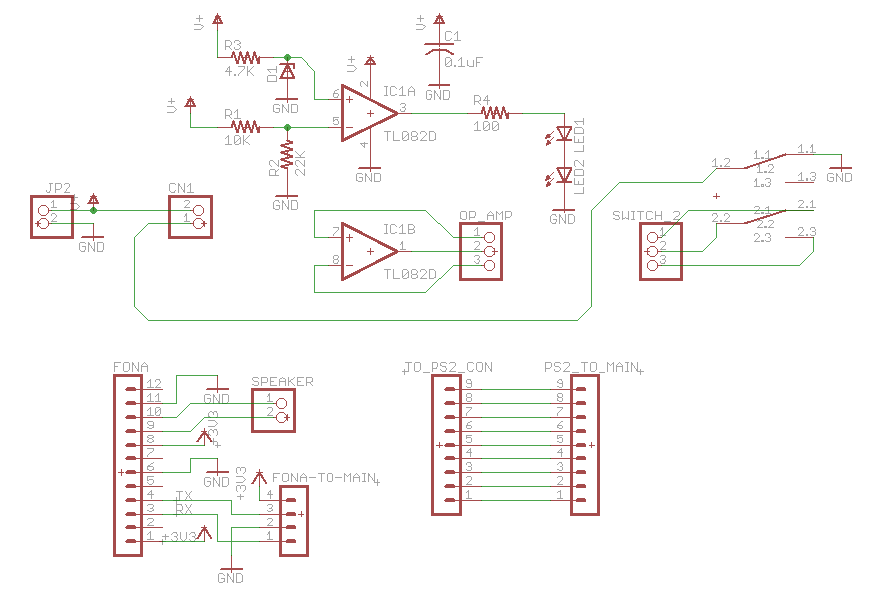 V+
V+
C1
0.1uF
GND
R3
4.7K
D1
GND
V+
IC1A
2
6
5
3
4
TL082D
GND
V+
R1
10K
R2
22K
GND
R4
100
LED1
LED2
GND
JP2
1
2
V+
GND
CN1
2
1
IC1B
7
8
1
TL082D
OP_AMP
1
2
3
SWITCH_2
1
2
3
1.2
1.1
1.1
1.2
1.3
1.3
GND
2.2
2.1
2.1
2.2
2.3
2.3
FONA
12
11
10
9
8
7
6
5
4
3
2
1
GND
+3V3
GND
TX
RX
+3V3
SPEAKER
1
2
+3V3
FONA-TO-MAIN
4
3
2
1
GND
TO_PS2_CON
9
8
7
6
5
4
3
2
1
PS2_TO_MAIN
9
8
7
6
5
4
3
2
1